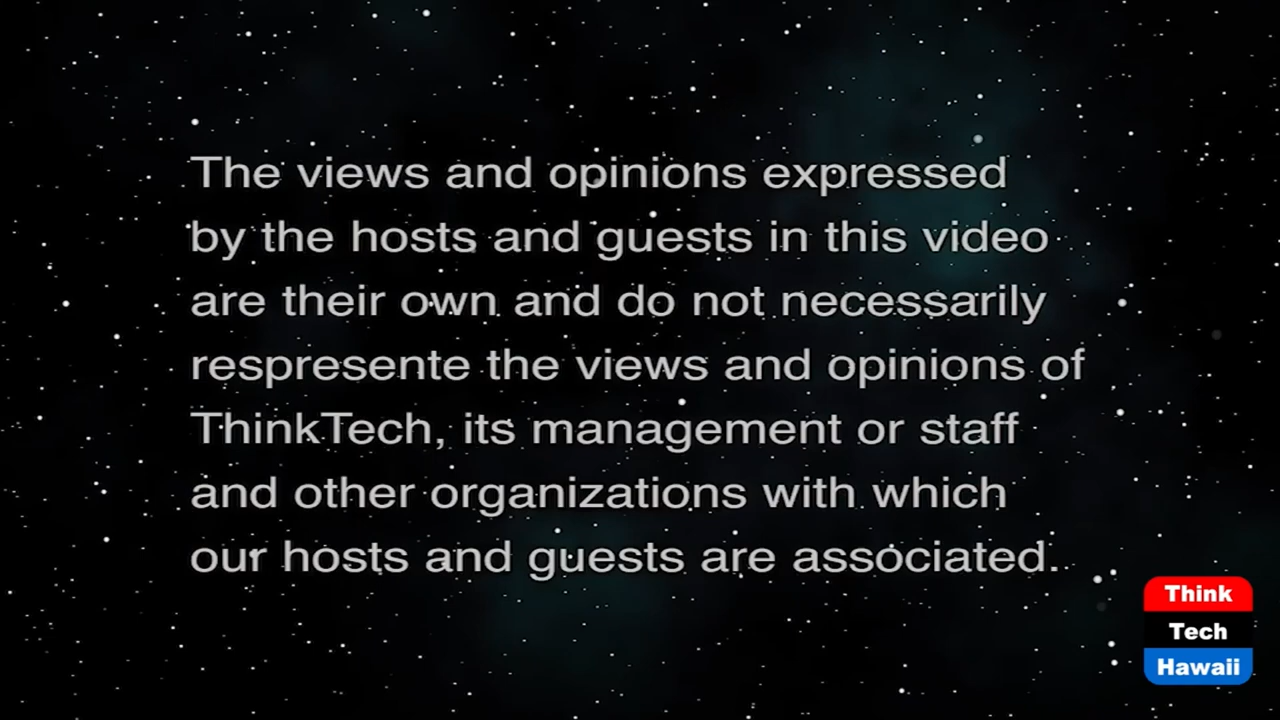 The views and opinions expressed
by the hosts and guests in this video
are their own and do not necessarily
respresente the views and opinions of
ThinkTech, its management or staff
and other organizations with which
our hosts and guests are associated.
Think
Tech
Hawaii